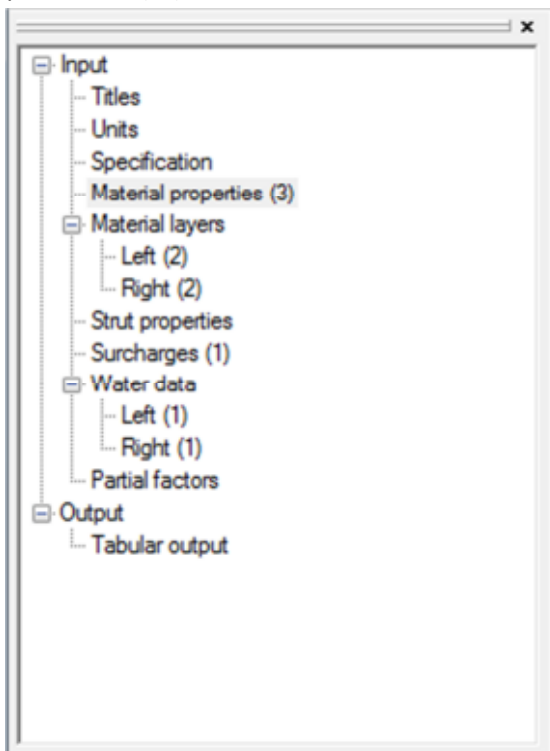 Input
Titles
Units
Specification
Material properties (3)
Material layers
Left (2)
Right (2)
Strut properties
Surcharges (1)
Water data
Left (1)
Right (1)
Partial factors
Output
Tabular output